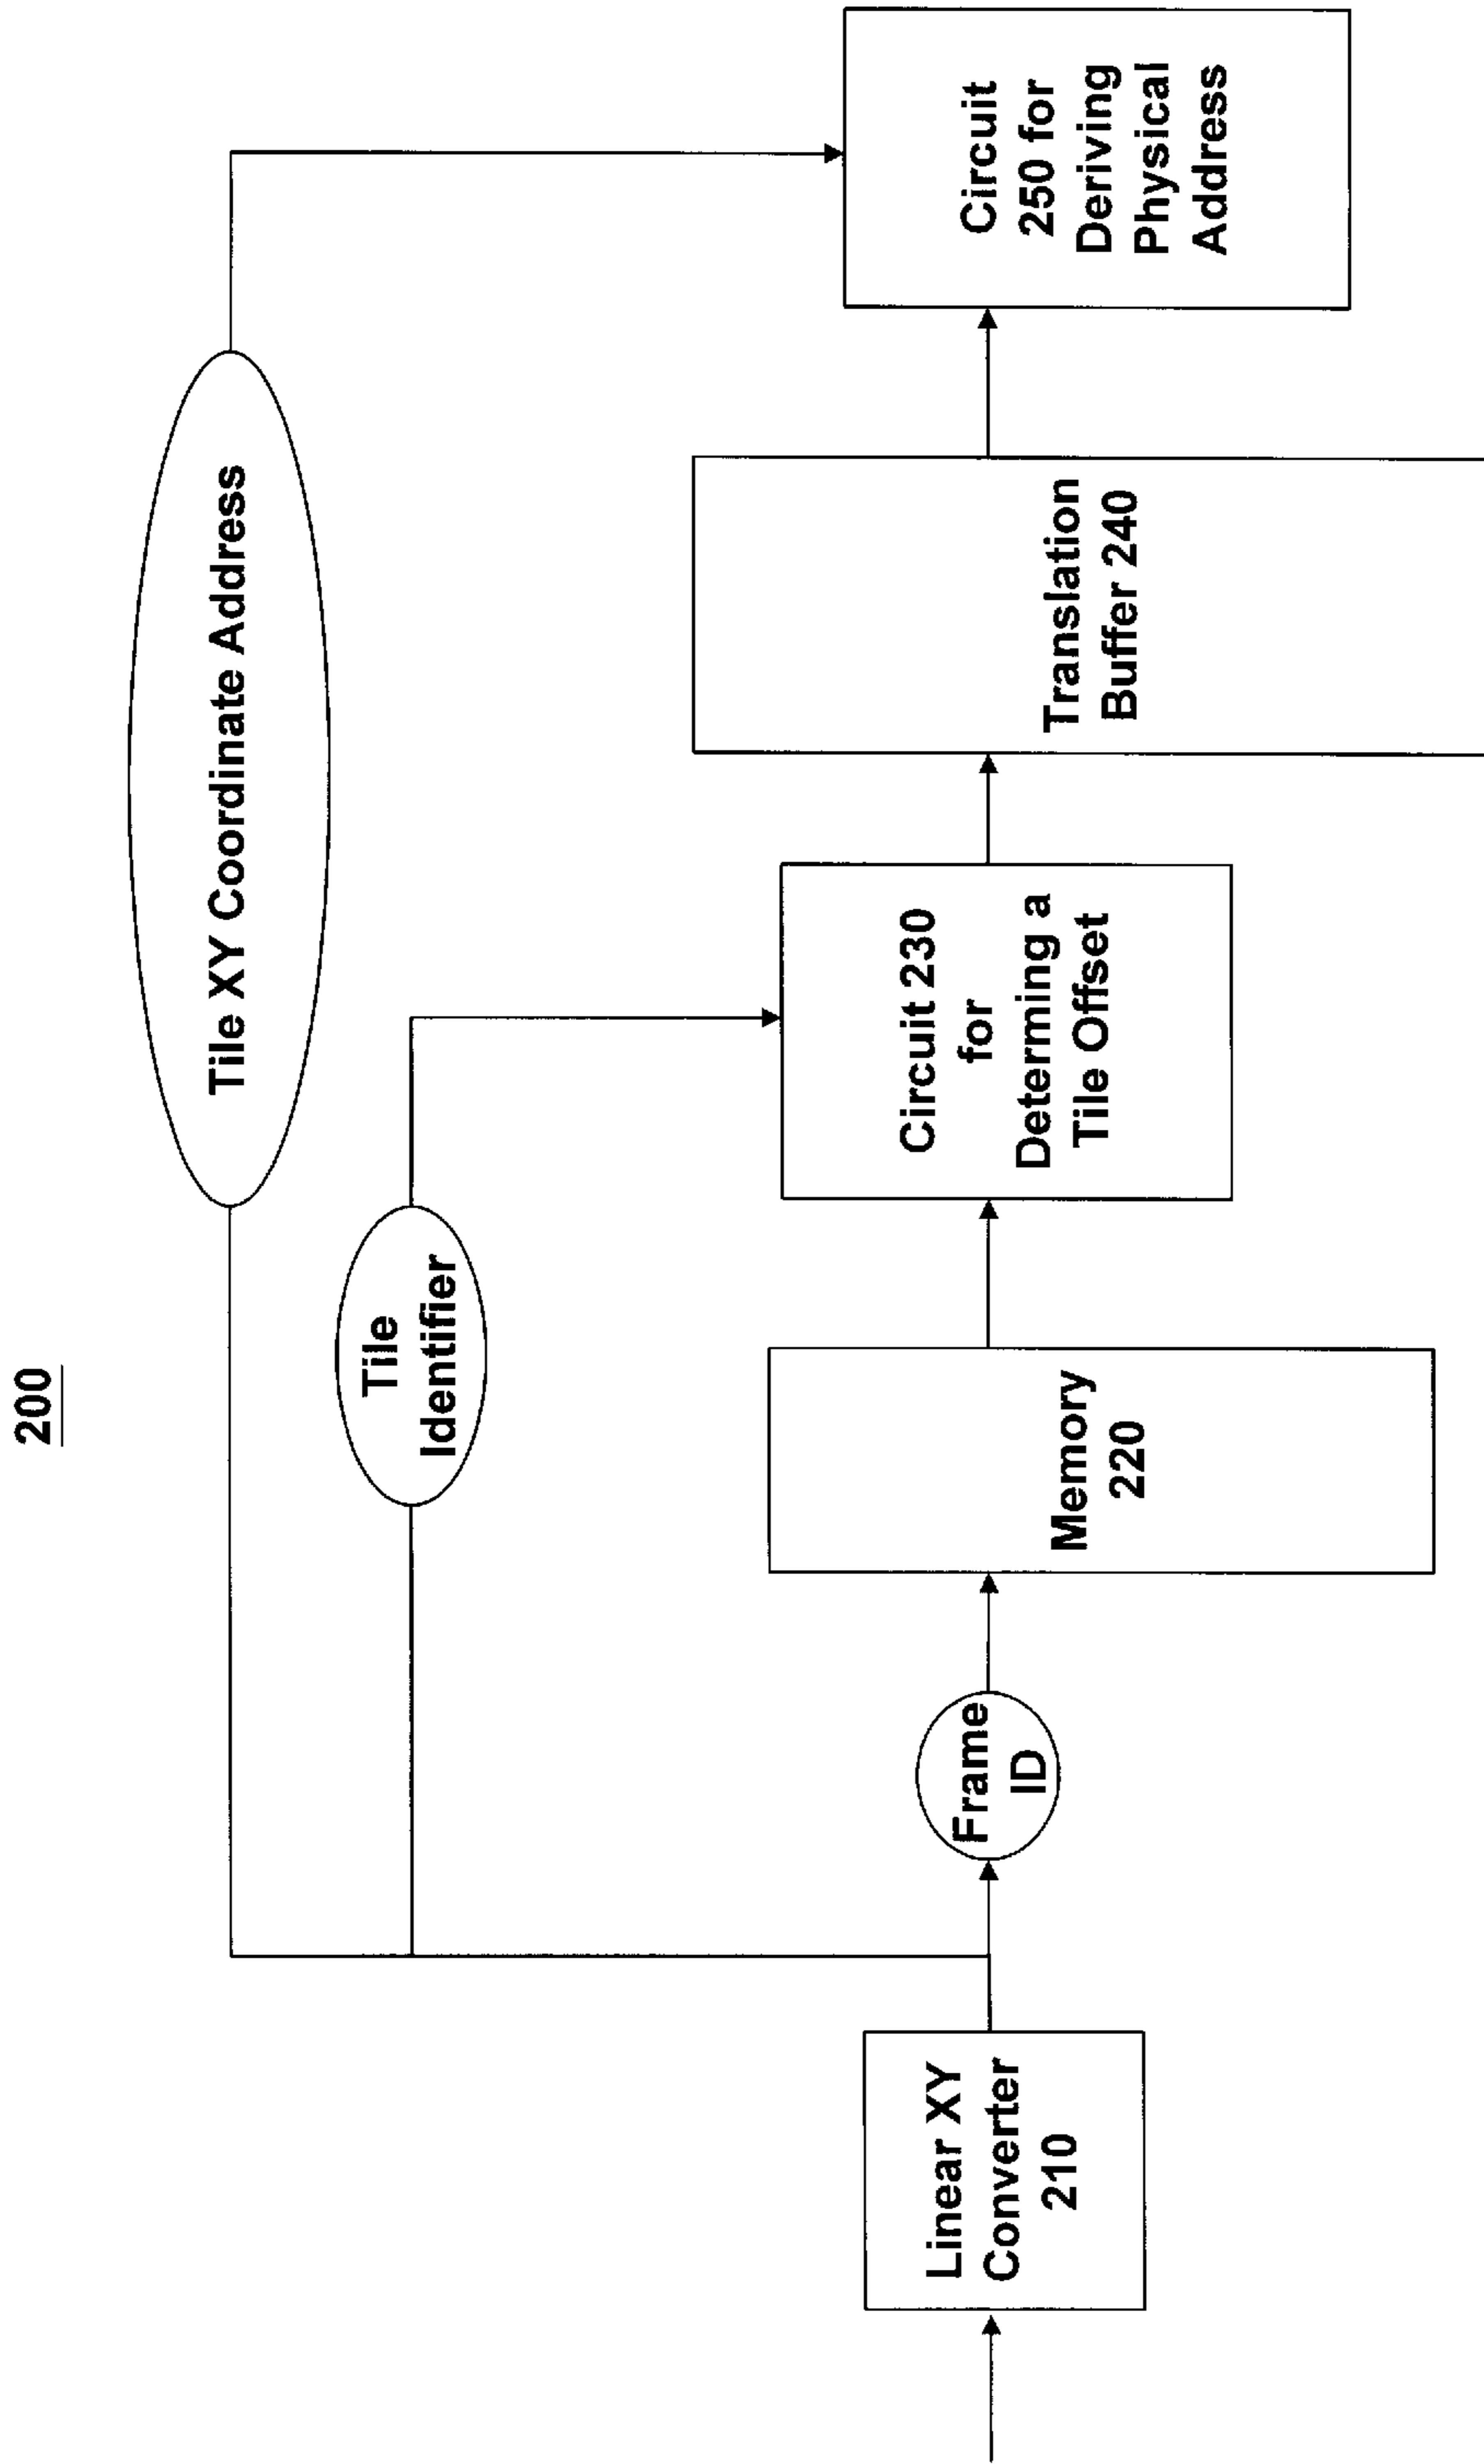 200
Tile XY Coordinate Address
Tile
Identifier
Linear XY
Converter
210
Frame
ID
Memory
220
Circuit 230
for
Determining a
Tile Offset
Translation
Buffer 240
Circuit
250 for
Deriving
Physical
Address